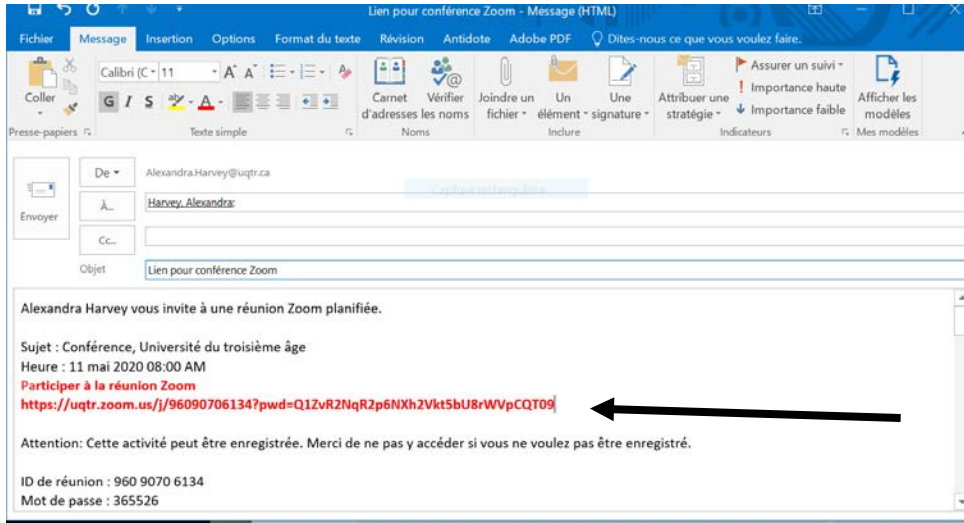 Lien pour conférence Zoom - Message (HTML)
Fichier Message Insertion Options Format du texte Révision Antidote Adobe PDF Dites-nous ce que vous voulez faire...
Coller
Calibri (C 11 A A
G I S aby A
Carnet d'adresses
Vérifier les noms
Joindre un fichier
Un élément
Une signature
Attribuer une stratégie
Assurer un suivi
! Importance haute
Importance faible
Afficher les modèles
Presse-papiers Texte simple Noms Inclure Indicateurs Mes modèles
Envoyer
De Alexandra.Harvey@uqtr.ca
À... Harvey, Alexandra;
Cc...
Objet Lien pour conférence Zoom
Capture rectangulaire
Alexandra Harvey vous invite à une réunion Zoom planifiée.
Sujet : Conférence, Université du troisième âge
Heure : 11 mai 2020 08:00 AM
Participer à la réunion Zoom
https://uqtr.zoom.us/j/96090706134?pwd=Q1ZvR2NqR2p6NXh2Vkt5bU8rWVpCQT09
Attention: Cette activité peut être enregistrée. Merci de ne pas y accéder si vous ne voulez pas être enregistré.
ID de réunion : 960 9070 6134
Mot de passe : 365526